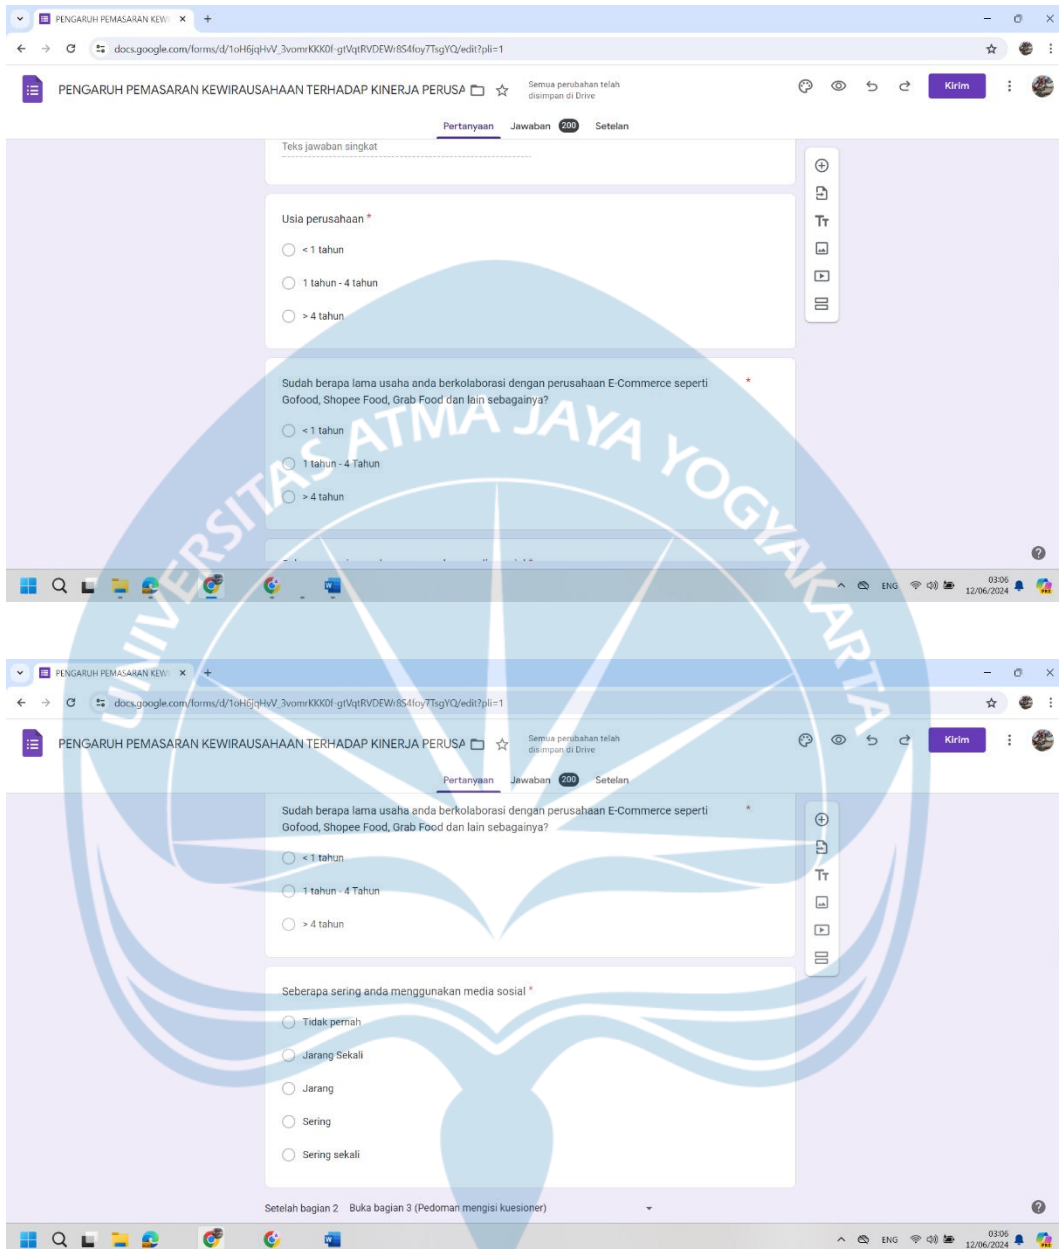 PENGARUH PEMASARAN KEWI
docs.google.com/forms/d/1oH6jqHvV_3vomrKKK0f-gtVqtRVDEWr8S4foy7TsgYQ/edit?pli=1
PENGARUH PEMASARAN KEWIRAUSAHAAN TERHADAP KINERJA PERUSA
Semua perubahan telah
disimpan di Drive
Kirim
Pertanyaan Jawaban 200 Setelan
Teks jawaban singkat
Usia perusahaan *
< 1 tahun
1 tahun - 4 tahun
> 4 tahun
Sudah berapa lama usaha anda berkolaborasi dengan perusahaan E-Commerce seperti *
Gofood, Shopee Food, Grab Food dan lain sebagainya?
< 1 tahun
1 tahun - 4 Tahun
> 4 tahun
UNIVERSITAS ATMA JAYA YOGYAKARTA
ENG
03:06
12/06/2024
PENGARUH PEMASARAN KEWI
docs.google.com/forms/d/1oH6jqHvV_3vomrKKK0f-gtVqtRVDEWr8S4foy7TsgYQ/edit?pli=1
PENGARUH PEMASARAN KEWIRAUSAHAAN TERHADAP KINERJA PERUSA
Semua perubahan telah
disimpan di Drive
Kirim
Pertanyaan Jawaban 200 Setelan
Sudah berapa lama usaha anda berkolaborasi dengan perusahaan E-Commerce seperti *
Gofood, Shopee Food, Grab Food dan lain sebagainya?
< 1 tahun
1 tahun - 4 Tahun
> 4 tahun
Seberapa sering anda menggunakan media sosial *
Tidak pernah
Jarang Sekali
Jarang
Sering
Sering sekali
Setelah bagian 2 Buka bagian 3 (Pedoman mengisi kuesioner)
ENG
03:06
12/06/2024